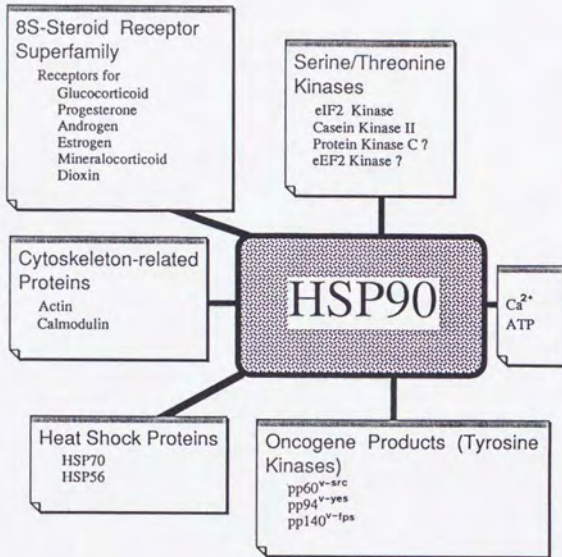 8S-Steroid Receptor
Superfamily
Receptors for
Glucocorticoid
Progesterone
Androgen
Estrogen
Mineralocorticoid
Dioxin
Serine/Threonine
Kinases
eIF2 Kinase
Casein Kinase II
Protein Kinase C ?
eEF2 Kinase ?
Cytoskeleton-related
Proteins
Actin
Calmodulin
HSP90
Ca²⁺
ATP
Heat Shock Proteins
HSP70
HSP56
Oncogene Products (Tyrosine
Kinases)
pp60v-src
pp94v-yes
pp140v-fps